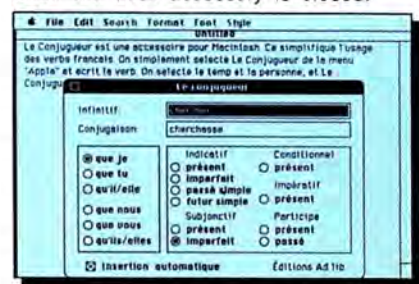 File Edit Search Format Font Style
Untitled
Le Conjugueur est une accessoire pour Macintosh. Ce simplifique l'usage
des verbs francais. On simplement selecte Le Conjugueur de la menu
"Apple" et ecrit le verb. On selecte le temp et la personne, et Le
Conjugu
Le conjugueur
Infinitif
Conjugaison
cherchasse
que je
que tu
qu'il/elle
que nous
que vous
qu'ils/elles
Indicatif
présent
imparfait
passé simple
futur simple
Subjonctif
présent
imparfait
Conditionnel
présent
Impératif
présent
Participe
présent
passé
Insertion automatique
Éditions Ad lib